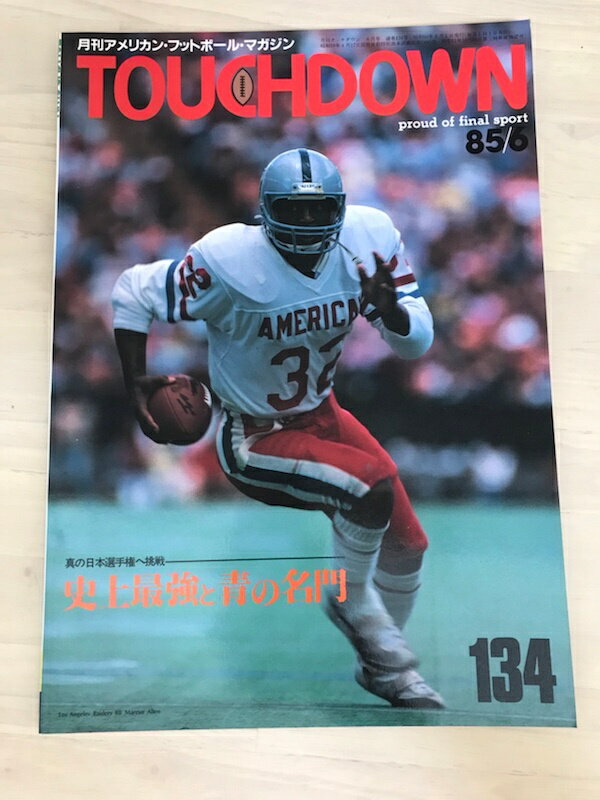 月刊アメリカン・フットボール・マガジン
TOUCHDOWN
proud of final sport
85/6
32
AMERICA
32
真の日本選手権へ挑戦
史上最強と青の名門
134
Los Angeles Raiders RB Marcus Allen